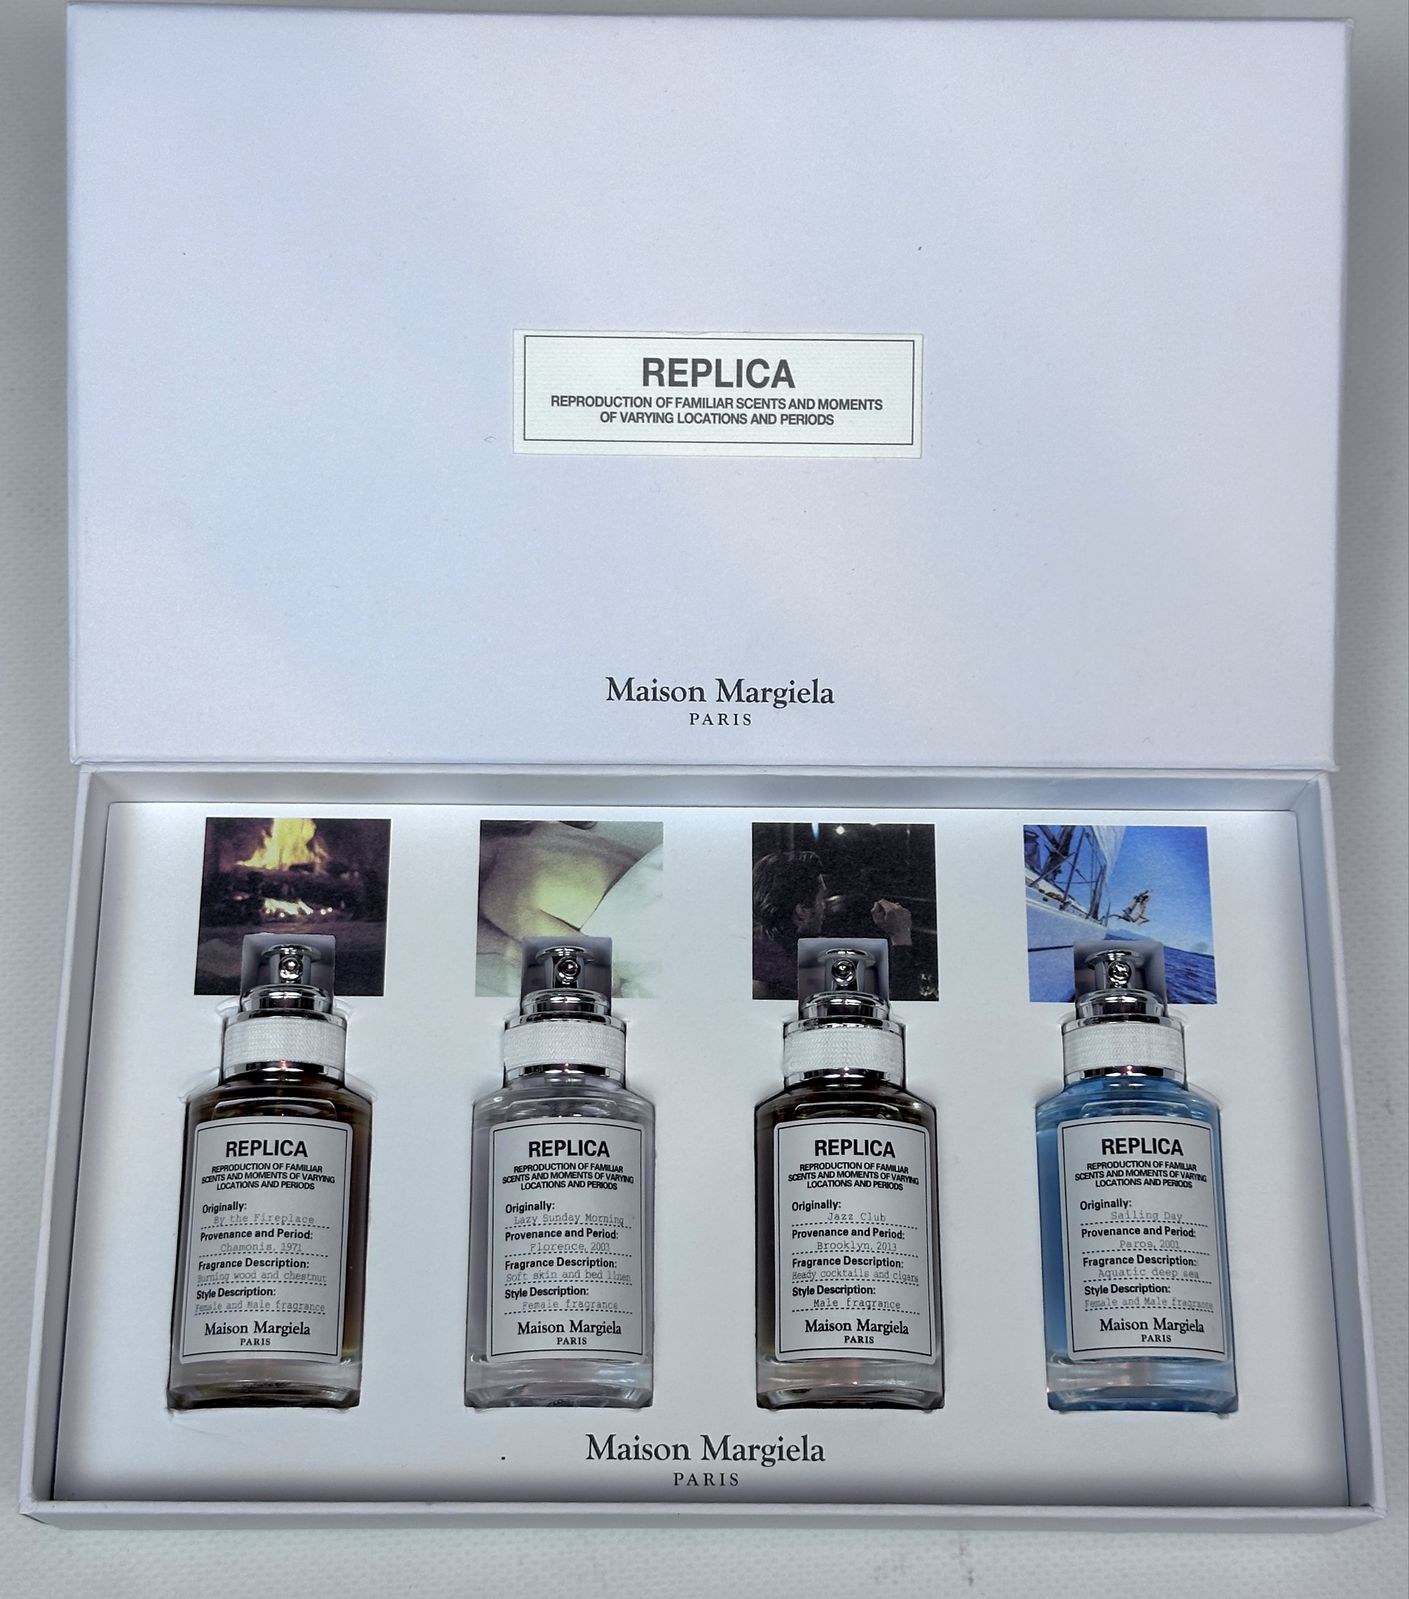 REPLICA
REPRODUCTION OF FAMILIAR SCENTS AND MOMENTS
OF VARYING LOCATIONS AND PERIODS
Maison Margiela
PARIS
REPLICA
REPRODUCTION OF FAMILIAR
SCENTS AND MOMENTS OF VARYING
LOCATIONS AND PERIODS
Originally:
By the Fireplace
Provenance and Period:
Chamonix, 1971
Fragrance Description:
Burning wood and chestnut
Style Description:
Female and Male fragrance
Maison Margiela
PARIS
REPLICA
REPRODUCTION OF FAMILIAR
SCENTS AND MOMENTS OF VARYING
LOCATIONS AND PERIODS
Originally:
Lazy Sunday Morning
Provenance and Period:
Florence, 2003
Fragrance Description:
Soft skin and bed linen
Style Description:
Female fragrance
Maison Margiela
PARIS
REPLICA
REPRODUCTION OF FAMILIAR
SCENTS AND MOMENTS OF VARYING
LOCATIONS AND PERIODS
Originally:
Jazz Club
Provenance and Period:
Brooklyn, 2013
Fragrance Description:
Heady cocktails and cigars
Style Description:
Male fragrance
Maison Margiela
PARIS
REPLICA
REPRODUCTION OF FAMILIAR
SCENTS AND MOMENTS OF VARYING
LOCATIONS AND PERIODS
Originally:
Sailing Day
Provenance and Period:
Paros, 2001
Fragrance Description:
Aquatic deep sea
Style Description:
Female and Male fragrance
Maison Margiela
PARIS
Maison Margiela
PARIS